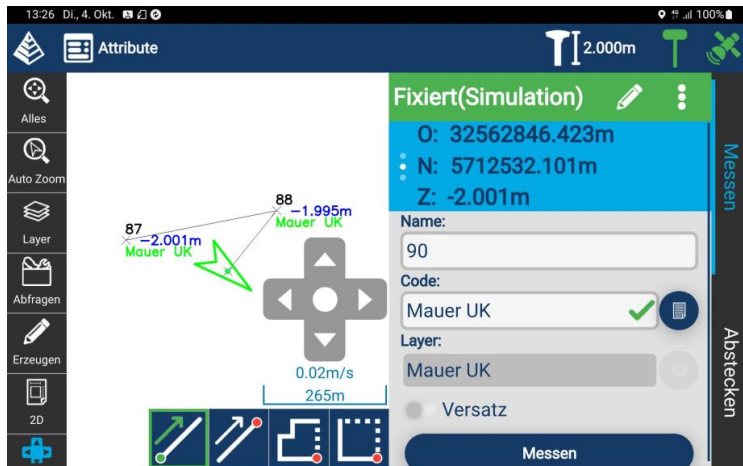 13:26 Di., 4. Okt.
100%
Attribute
2.000m
Alles
Auto Zoom
Layer
Abfragen
Erzeugen
2D
87
-2.001m
Mauer UK
88
-1.995m
Mauer UK
0.02m/s
265m
Fixiert(Simulation)
O: 32562846.423m
N: 5712532.101m
Z: -2.001m
Name:
90
Code:
Mauer UK
Layer:
Mauer UK
Versatz
Messen
Messen
Abstecken